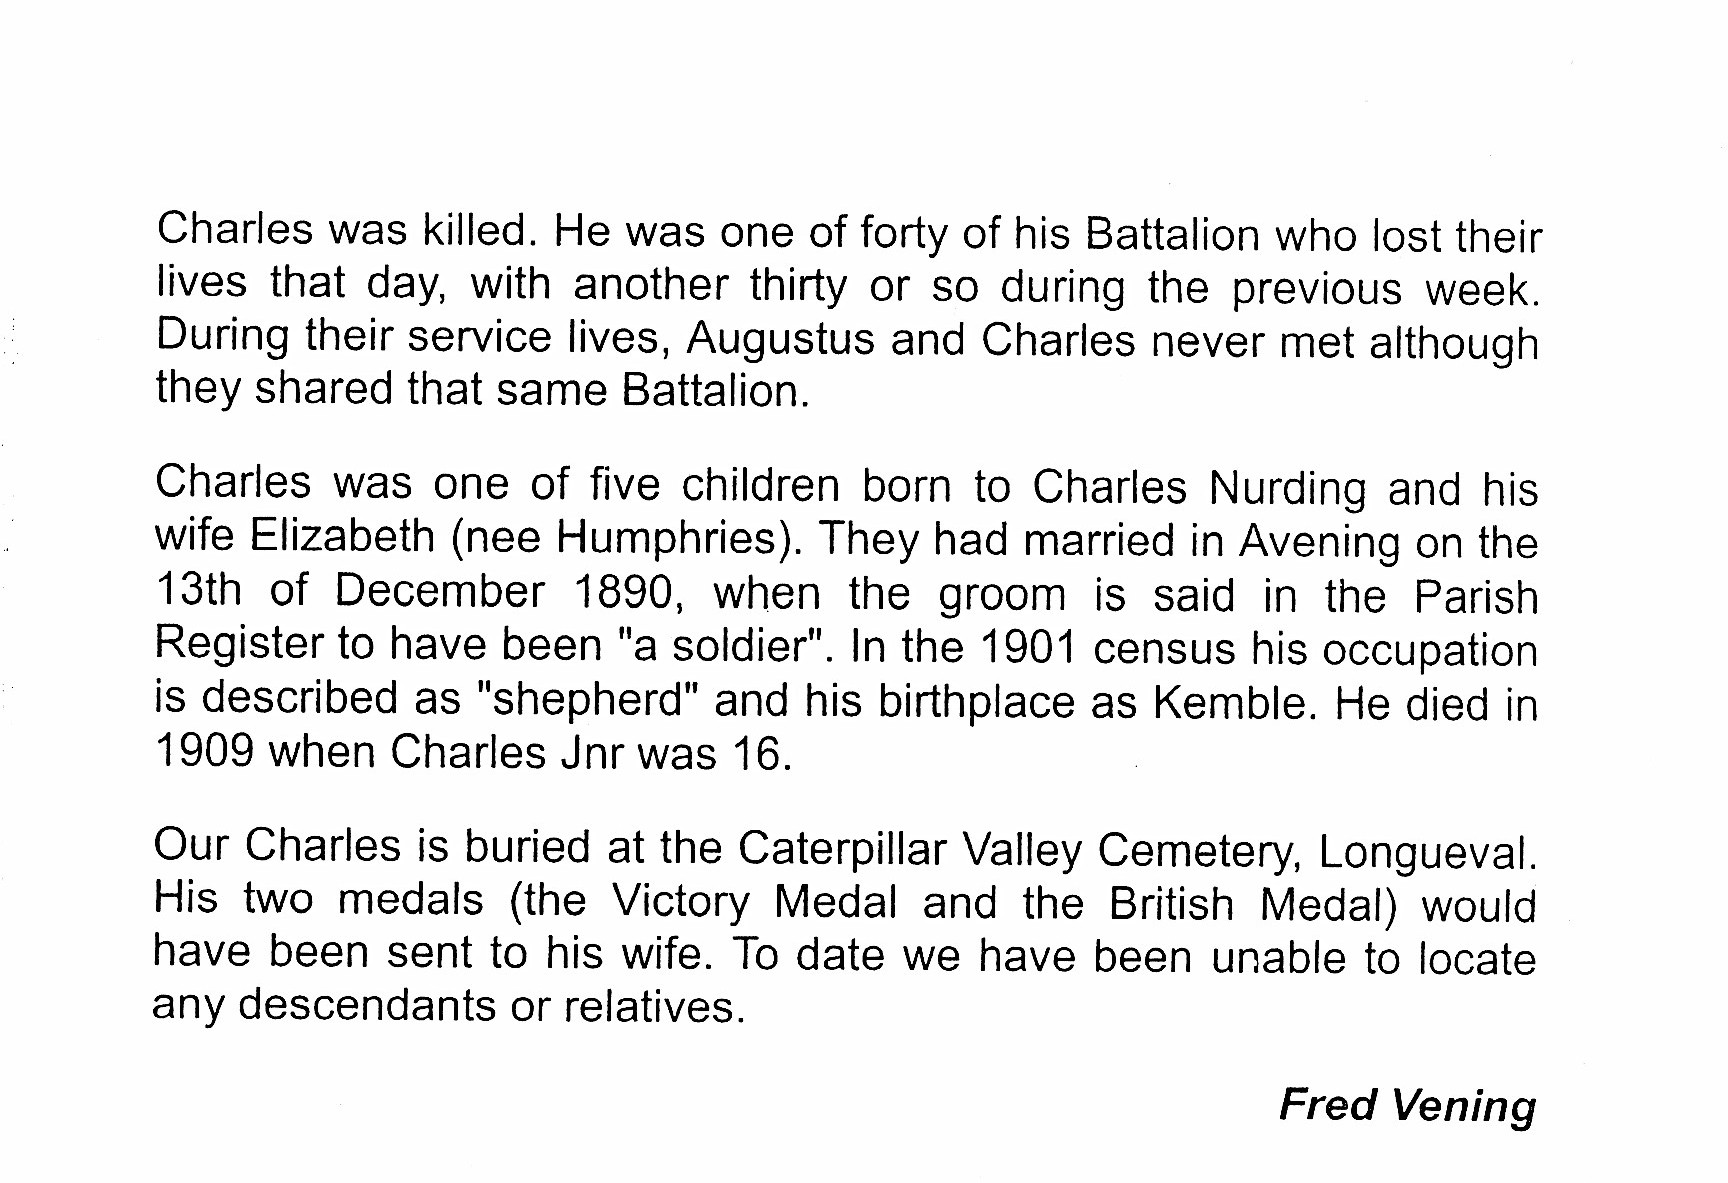 Charles was killed. He was one of forty of his Battalion who lost their
lives that day, with another thirty or so during the previous week.
During their service lives, Augustus and Charles never met although
they shared that same Battalion.
Charles was one of five children born to Charles Nurding and his
wife Elizabeth (nee Humphries). They had married in Avening on the
13th of December 1890, when the groom is said in the Parish
Register to have been "a soldier". In the 1901 census his occupation
is described as "shepherd" and his birthplace as Kemble. He died in
1909 when Charles Jnr was 16.
Our Charles is buried at the Caterpillar Valley Cemetery, Longueval.
His two medals (the Victory Medal and the British Medal) would
have been sent to his wife. To date we have been unable to locate
any descendants or relatives.
Fred Vening